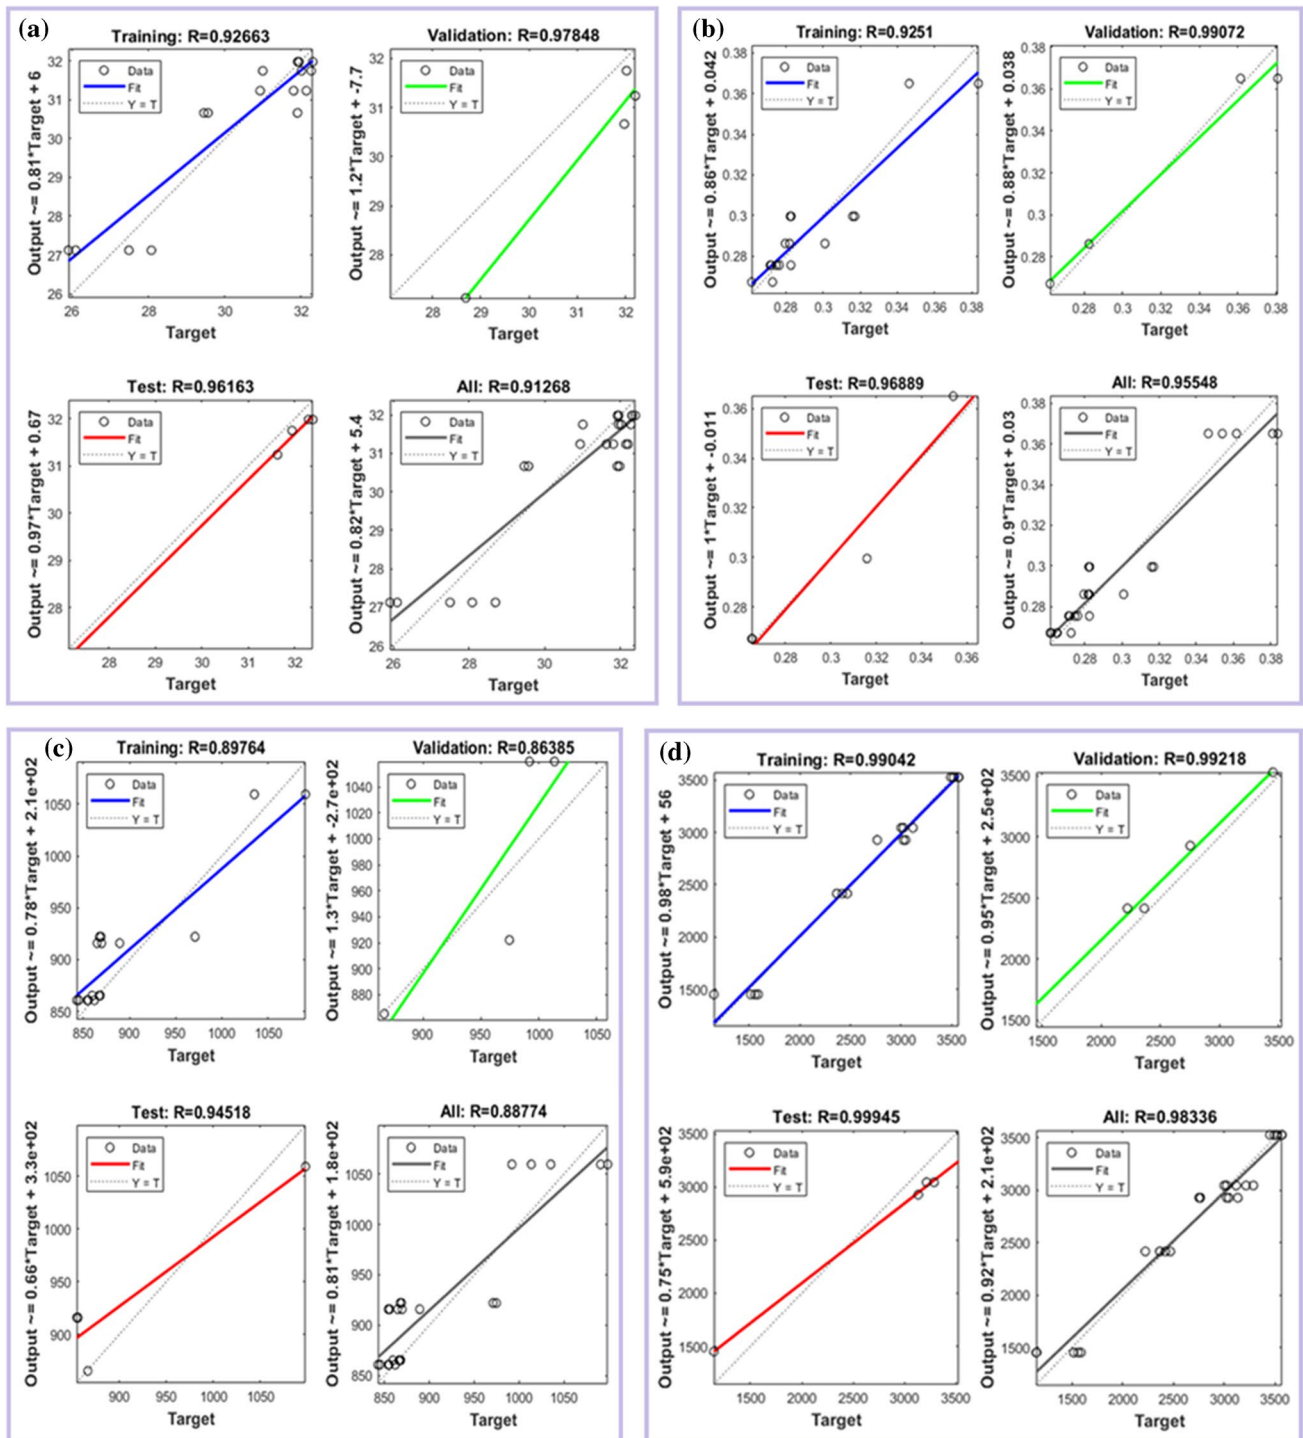 (a)
Training: R=0.92663
Output ~= 0.81*Target + 6
Data
Fit
Y = T
32
31
30
29
28
27
26
26
28
30
32
Target
Validation: R=0.97848
Output ~= 1.2*Target + -7.7
Data
Fit
Y = T
32
31
30
29
28
28
29
30
31
32
Target
Test: R=0.96163
Output ~= 0.97*Target + 0.67
Data
Fit
Y = T
32
31
30
29
28
28
29
30
31
32
Target
All: R=0.91268
Output ~= 0.82*Target + 5.4
Data
Fit
Y = T
32
31
30
29
28
27
26
26
28
30
32
Target
(b)
Training: R=0.9251
Output ~= 0.86*Target + 0.042
Data
Fit
Y = T
0.38
0.36
0.34
0.32
0.3
0.28
0.28
0.3
0.32
0.34
0.36
0.38
Target
Validation: R=0.99072
Output ~= 0.88*Target + 0.038
Data
Fit
Y = T
0.38
0.36
0.34
0.32
0.3
0.28
0.28
0.3
0.32
0.34
0.36
0.38
Target
Test: R=0.96889
Output ~= 1*Target + -0.011
Data
Fit
Y = T
0.36
0.34
0.32
0.3
0.28
0.28
0.3
0.32
0.34
0.36
Target
All: R=0.95548
Output ~= 0.9*Target + 0.03
Data
Fit
Y = T
0.38
0.36
0.34
0.32
0.3
0.28
0.28
0.3
0.32
0.34
0.36
0.38
Target
(c)
Training: R=0.89764
Output ~= 0.78*Target + 2.1e+02
Data
Fit
Y = T
1050
1000
950
900
850
850
900
950
1000
1050
Target
Validation: R=0.86385
Output ~= 1.3*Target + -2.7e+02
Data
Fit
Y = T
1040
1020
1000
980
960
940
920
900
880
900
950
1000
1050
Target
Test: R=0.94518
Output ~= 0.66*Target + 3.3e+02
Data
Fit
Y = T
1050
1000
950
900
900
950
1000
1050
Target
All: R=0.88774
Output ~= 0.81*Target + 1.8e+02
Data
Fit
Y = T
1050
1000
950
900
850
850
900
950
1000
1050
Target
(d)
Training: R=0.99042
Output ~= 0.98*Target + 56
Data
Fit
Y = T
3500
3000
2500
2000
1500
1500
2000
2500
3000
3500
Target
Validation: R=0.99218
Output ~= 0.95*Target + 2.5e+02
Data
Fit
Y = T
3500
3000
2500
2000
1500
1500
2000
2500
3000
3500
Target
Test: R=0.99945
Output ~= 0.75*Target + 5.9e+02
Data
Fit
Y = T
3500
3000
2500
2000
1500
1500
2000
2500
3000
3500
Target
All: R=0.98336
Output ~= 0.92*Target + 2.1e+02
Data
Fit
Y = T
3500
3000
2500
2000
1500
1500
2000
2500
3000
3500
Target